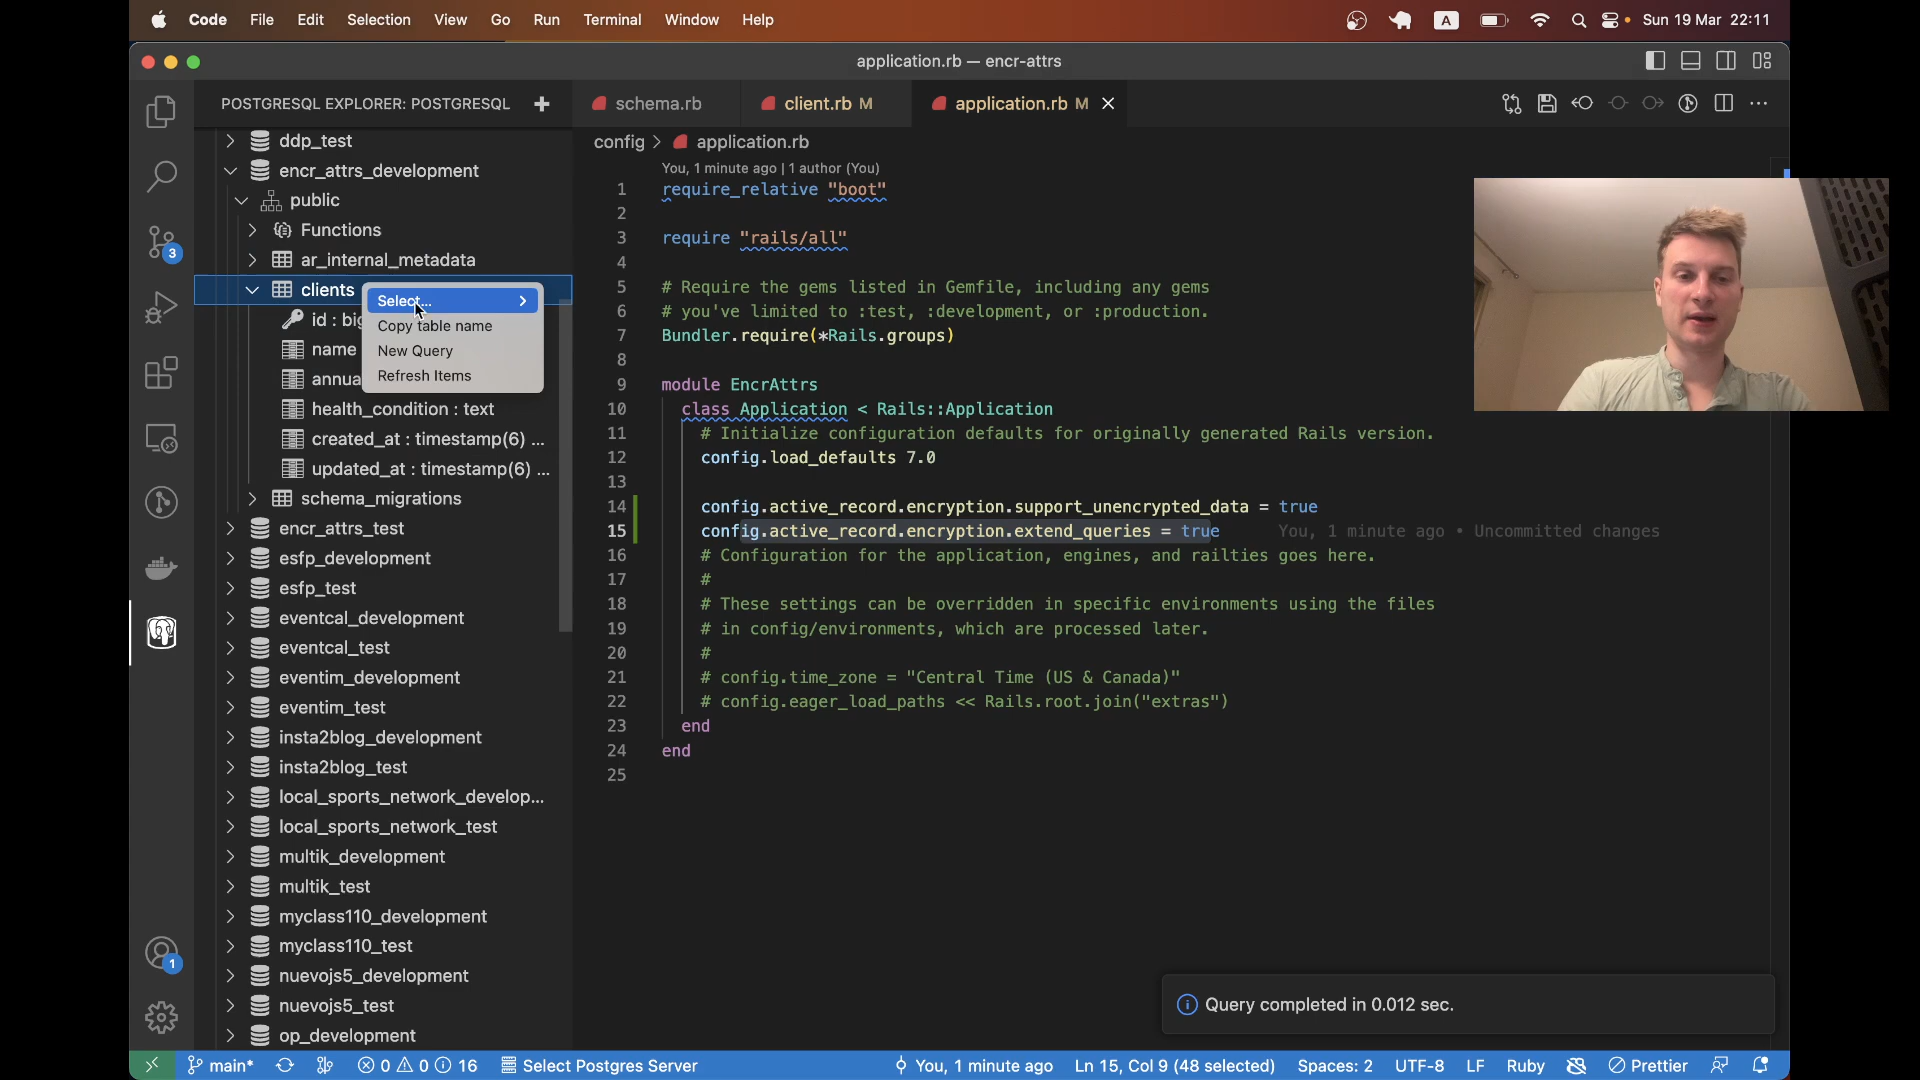 Code File Edit Selection View Go Run Terminal Window Help A Sun 19 Mar 22:11
application.rb — encr-attrs
POSTGRESQL EXPLORER: POSTGRESQL
schema.rb client.rb M application.rb M
config > application.rb
ddp_test
encr_attrs_development
public
Functions
ar_internal_metadata
clients
id : big
name
annua
health_condition : text
created_at : timestamp(6) ...
updated_at : timestamp(6) ...
schema_migrations
encr_attrs_test
esfp_development
esfp_test
eventcal_development
eventcal_test
eventim_development
eventim_test
insta2blog_development
insta2blog_test
local_sports_network_develop...
local_sports_network_test
multik_development
multik_test
myclass110_development
myclass110_test
nuevojs5_development
nuevojs5_test
op_development
Select...
Copy table name
New Query
Refresh Items
3
1
You, 1 minute ago | 1 author (You)
1 require_relative "boot"
2
3 require "rails/all"
4
5 # Require the gems listed in Gemfile, including any gems
6 # you've limited to :test, :development, or :production.
7 Bundler.require(*Rails.groups)
8
9 module EncrAttrs
10 class Application < Rails::Application
11 # Initialize configuration defaults for originally generated Rails version.
12 config.load_defaults 7.0
13
14 config.active_record.encryption.support_unencrypted_data = true
15 config.active_record.encryption.extend_queries = true You, 1 minute ago • Uncommitted changes
16 # Configuration for the application, engines, and railties goes here.
17 #
18 # These settings can be overridden in specific environments using the files
19 # in config/environments, which are processed later.
20 #
21 # config.time_zone = "Central Time (US & Canada)"
22 # config.eager_load_paths << Rails.root.join("extras")
23 end
24 end
25
Query completed in 0.012 sec.
main* 0 0 16 Select Postgres Server You, 1 minute ago Ln 15, Col 9 (48 selected) Spaces: 2 UTF-8 LF Ruby Prettier